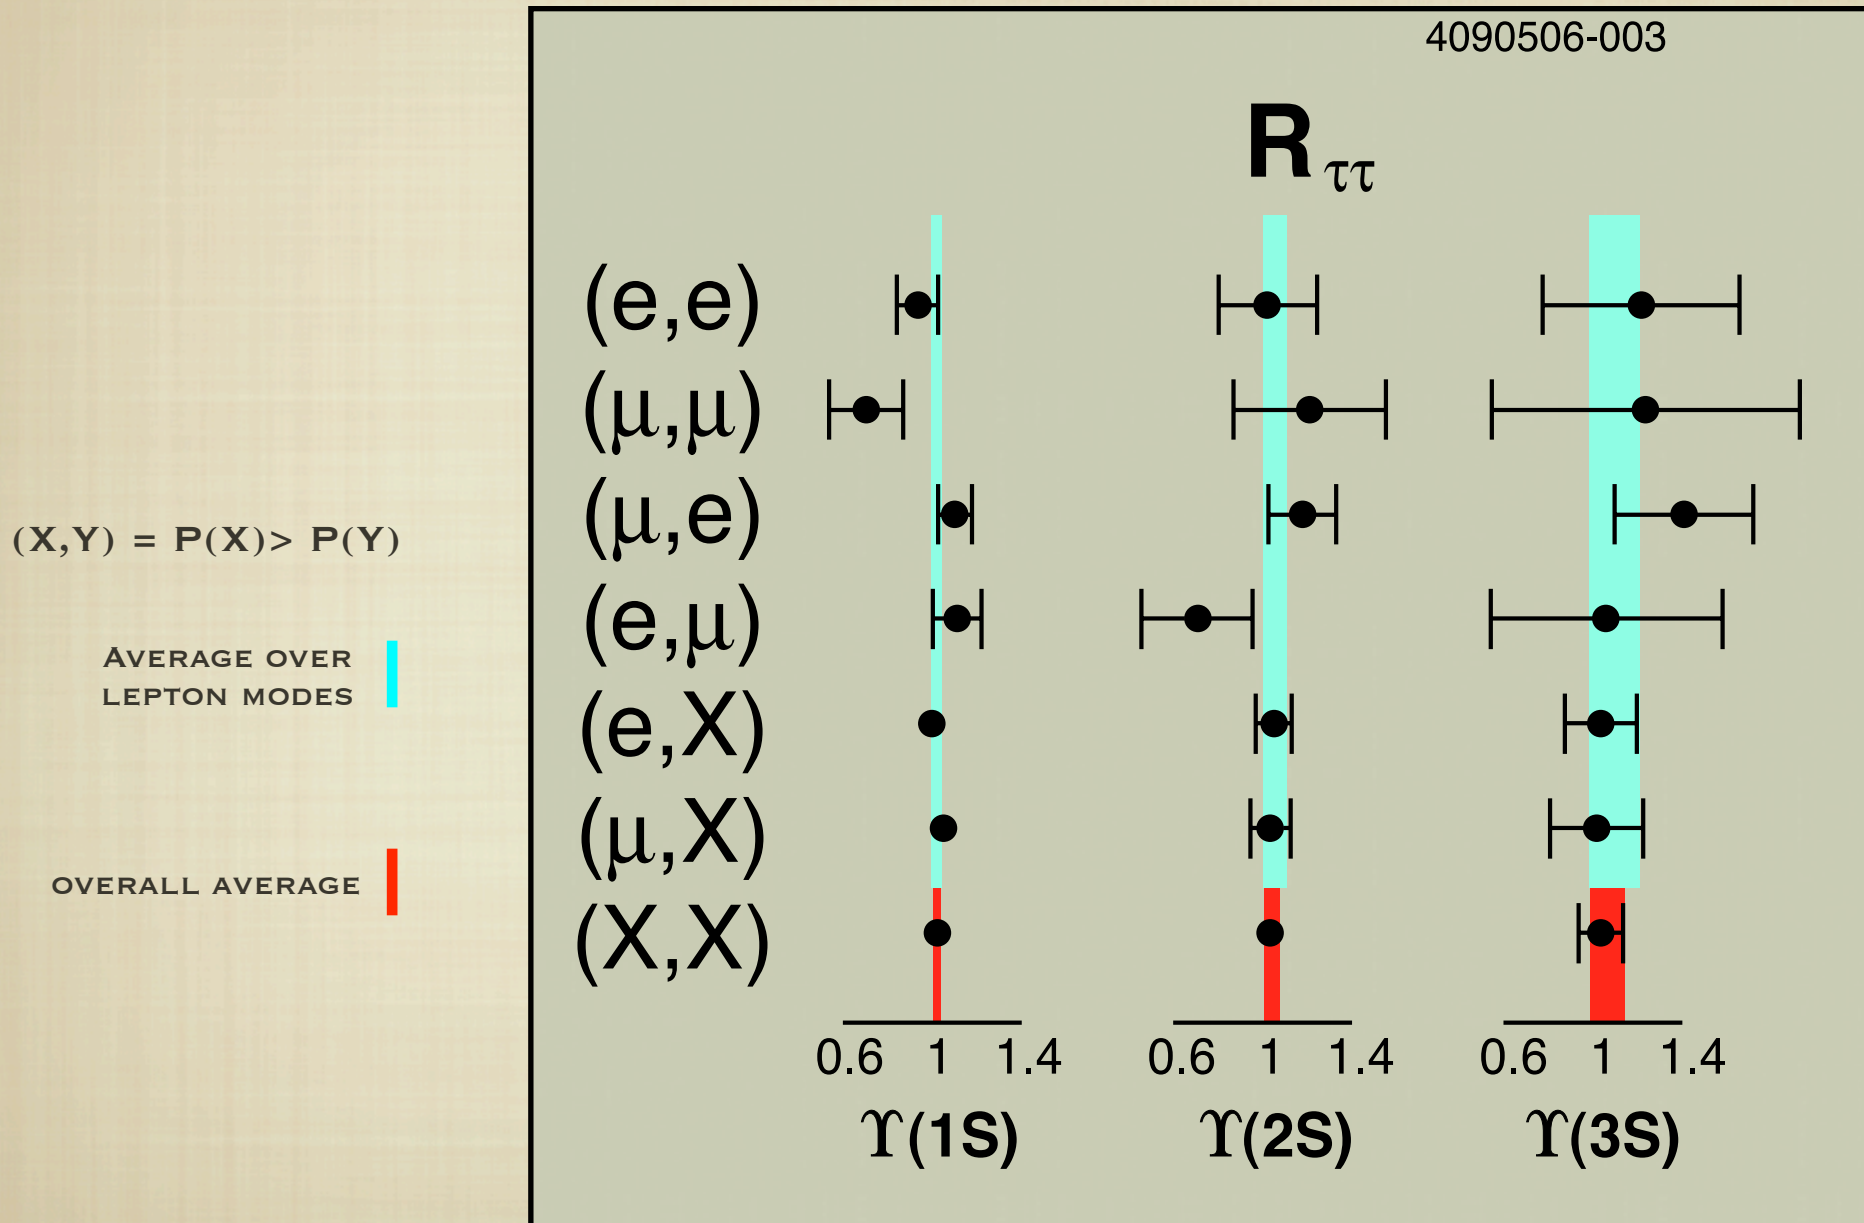 4090506-003
R ττ
(e,e)
(μ,μ)
(μ,e)
(X,Y) = P(X)> P(Y)
(e,μ)
AVERAGE OVER
LEPTON MODES
(e,X)
(μ,X)
OVERALL AVERAGE
(X,X)
0.6 1 1.4 0.6 1 1.4 0.6 1 1.4
ϒ(1S) ϒ(2S) ϒ(3S)